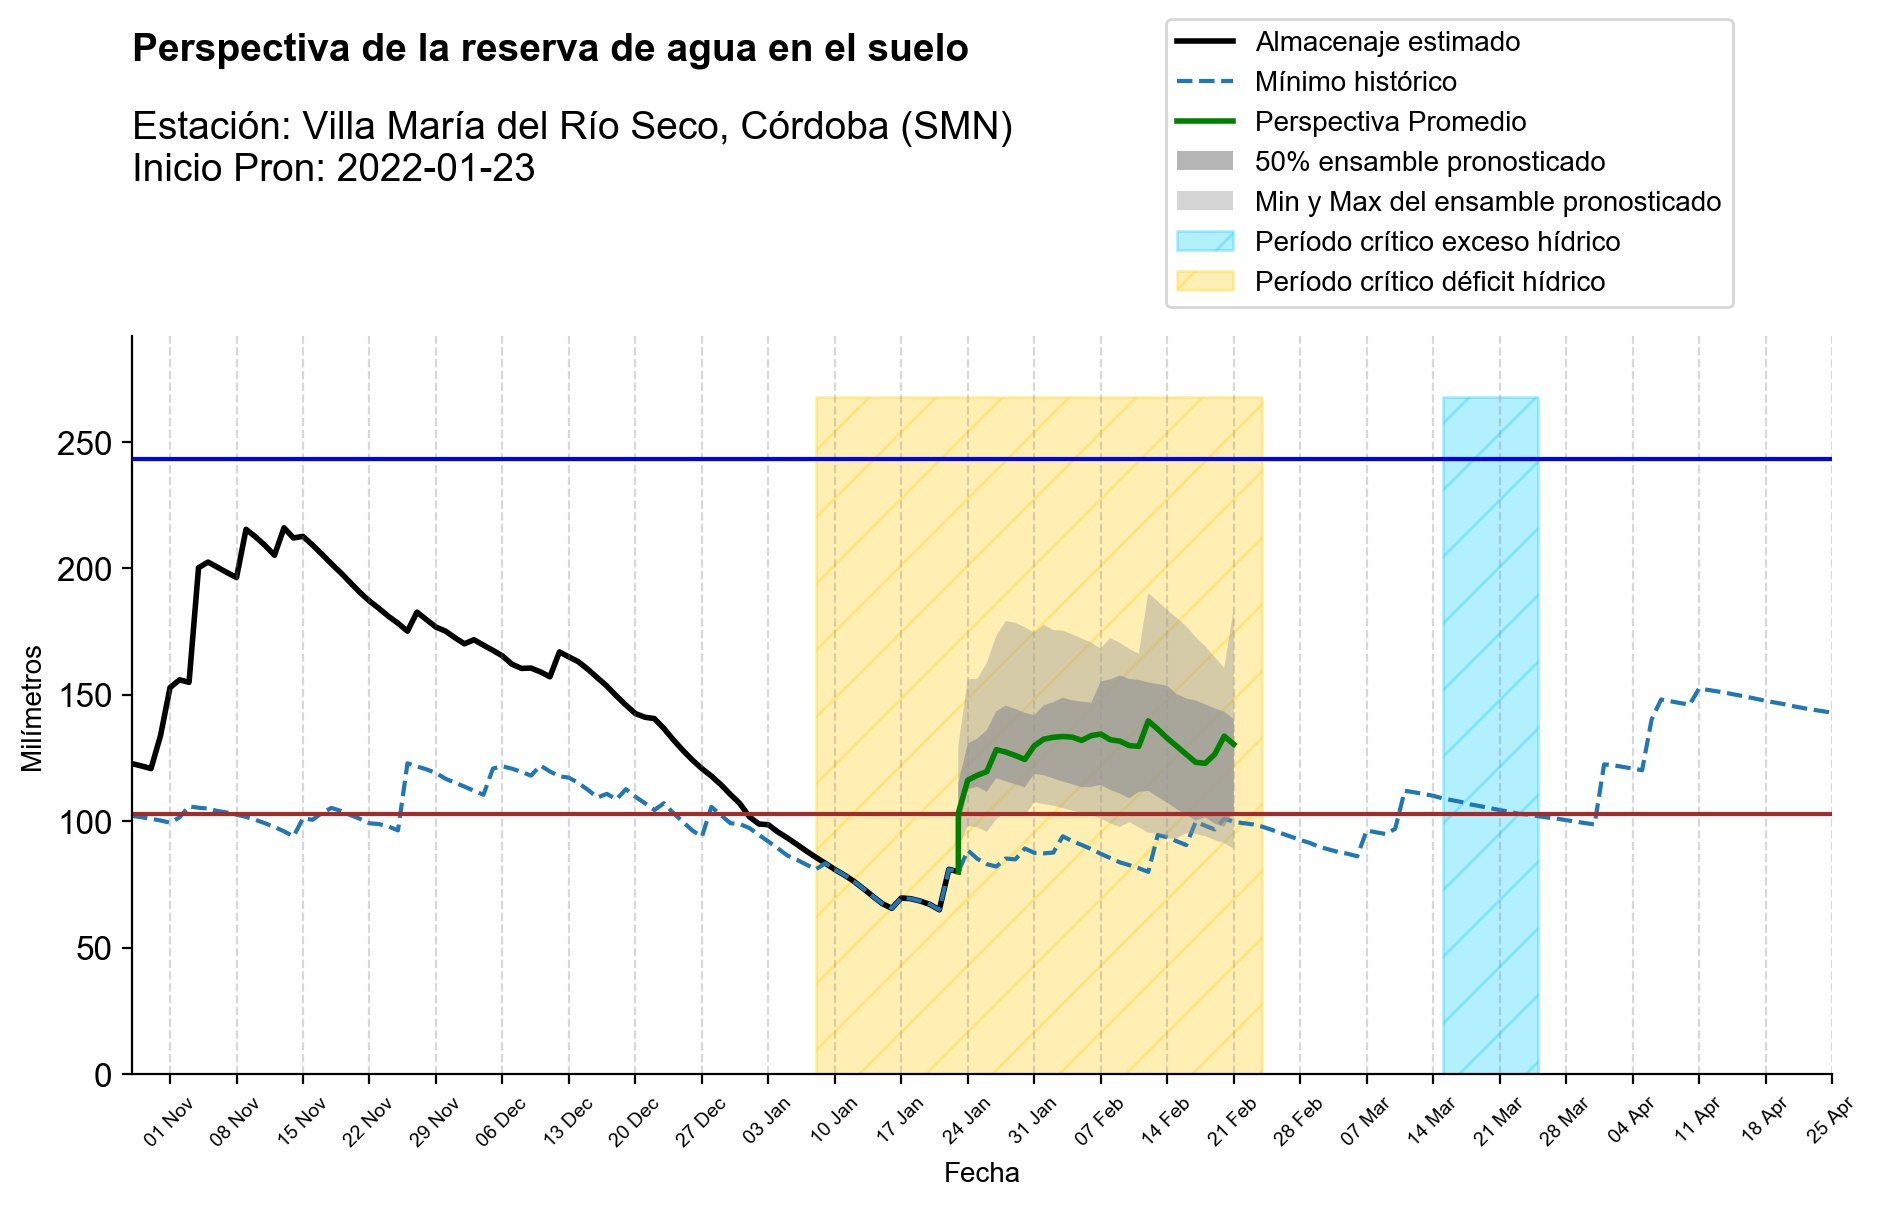 Perspectiva de la reserva de agua en el suelo
Estación: Villa María del Río Seco, Córdoba (SMN)
Inicio Pron: 2022-01-23
Almacenaje estimado
Mínimo histórico
Perspectiva Promedio
50% ensamble pronosticado
Min y Max del ensamble pronosticado
Período crítico exceso hídrico
Período crítico déficit hídrico
Milímetros
250
200
150
100
50
0
01 Nov
08 Nov
15 Nov
22 Nov
29 Nov
06 Dec
13 Dec
20 Dec
27 Dec
03 Jan
10 Jan
17 Jan
24 Jan
31 Jan
07 Feb
14 Feb
21 Feb
28 Feb
07 Mar
14 Mar
21 Mar
28 Mar
04 Apr
11 Apr
18 Apr
25 Apr
Fecha